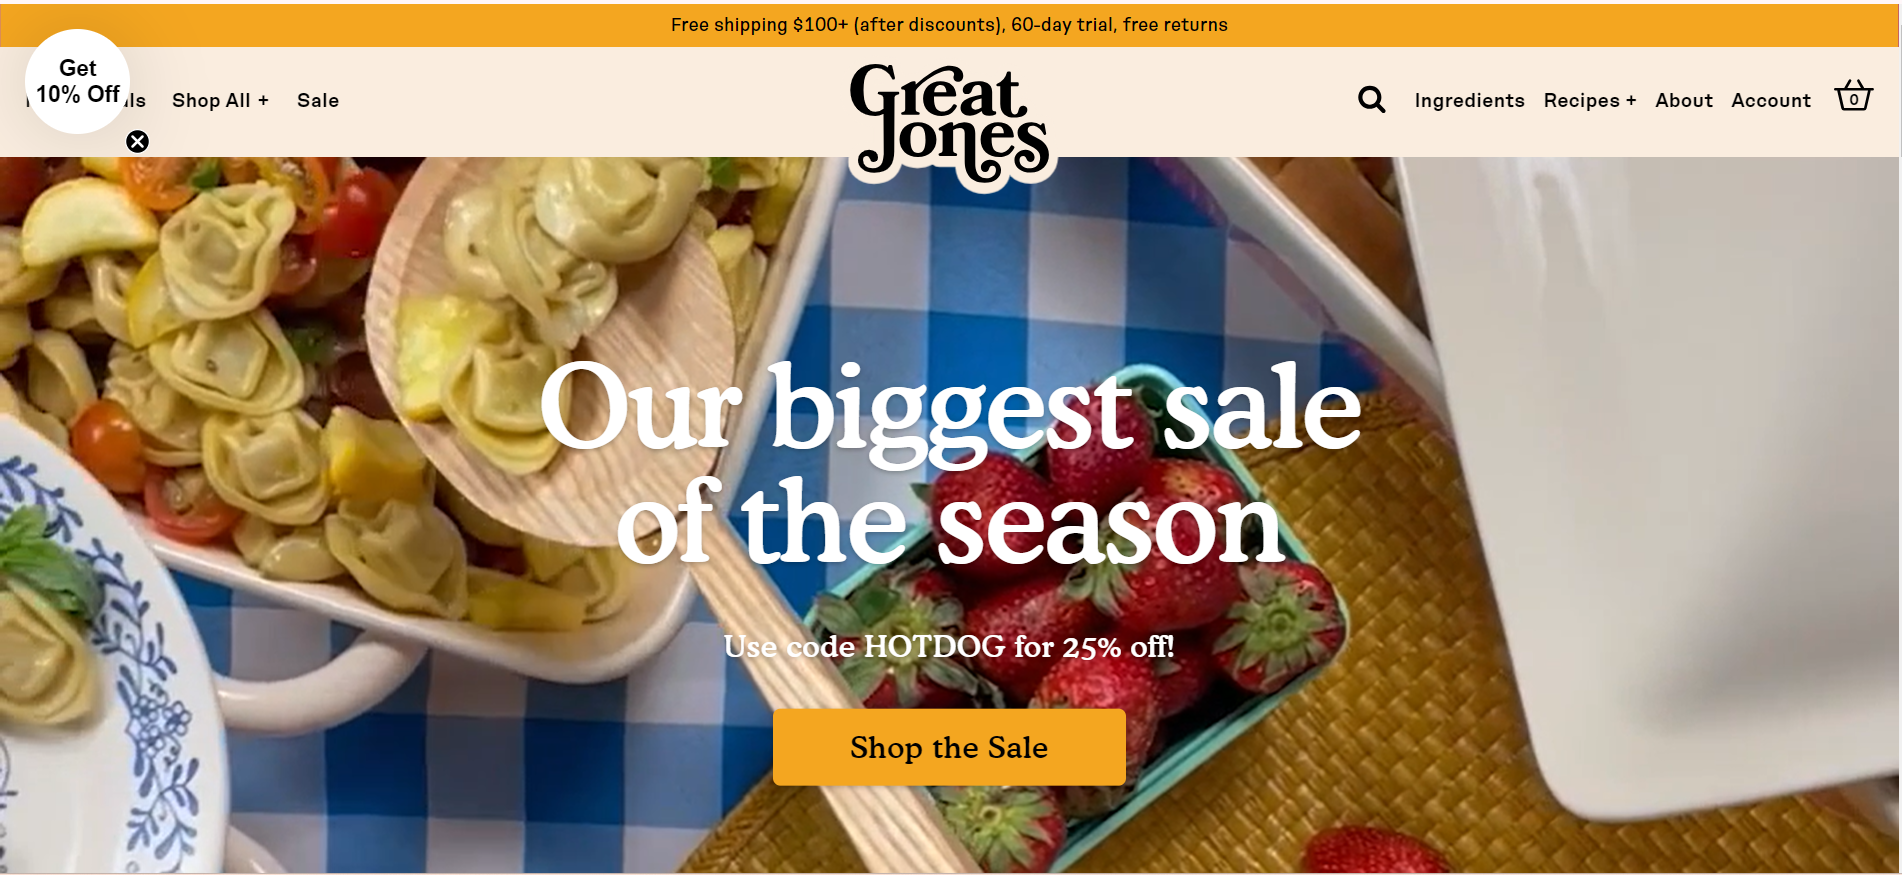 Free shipping $100+ (after discounts), 60-day trial, free returns
Get
10% Off
Shop All +
Sale
Great
Jones
Ingredients
Recipes +
About
Account
0
Our biggest sale
of the season
Use code HOTDOG for 25% off!
Shop the Sale